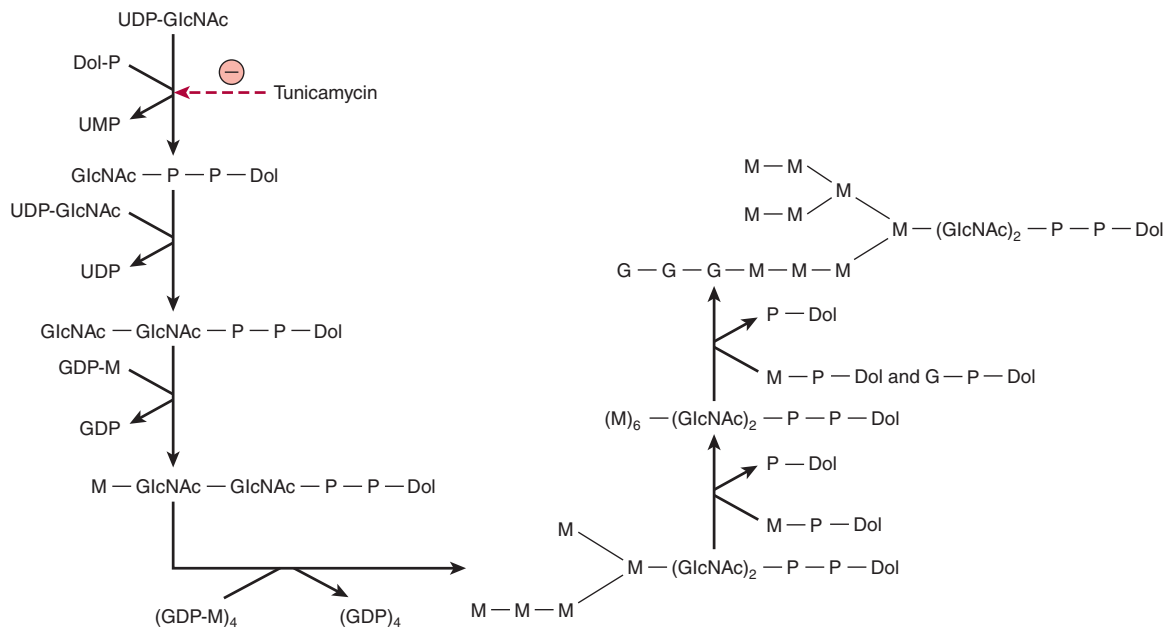 UDP-GlcNAc
Dol-P
−
Tunicamycin
UMP
GlcNAc — P — P — Dol
UDP-GlcNAc
UDP
GlcNAc — GlcNAc — P — P — Dol
GDP-M
GDP
M — GlcNAc — GlcNAc — P — P — Dol
(GDP-M)₄
(GDP)₄
M
M — (GlcNAc)₂ — P — P — Dol
M — M — M
M — P — Dol
P — Dol
(M)₆ — (GlcNAc)₂ — P — P — Dol
M — P — Dol and G — P — Dol
P — Dol
M — M
M
M — M
M — (GlcNAc)₂ — P — P — Dol
G — G — G — M — M — M